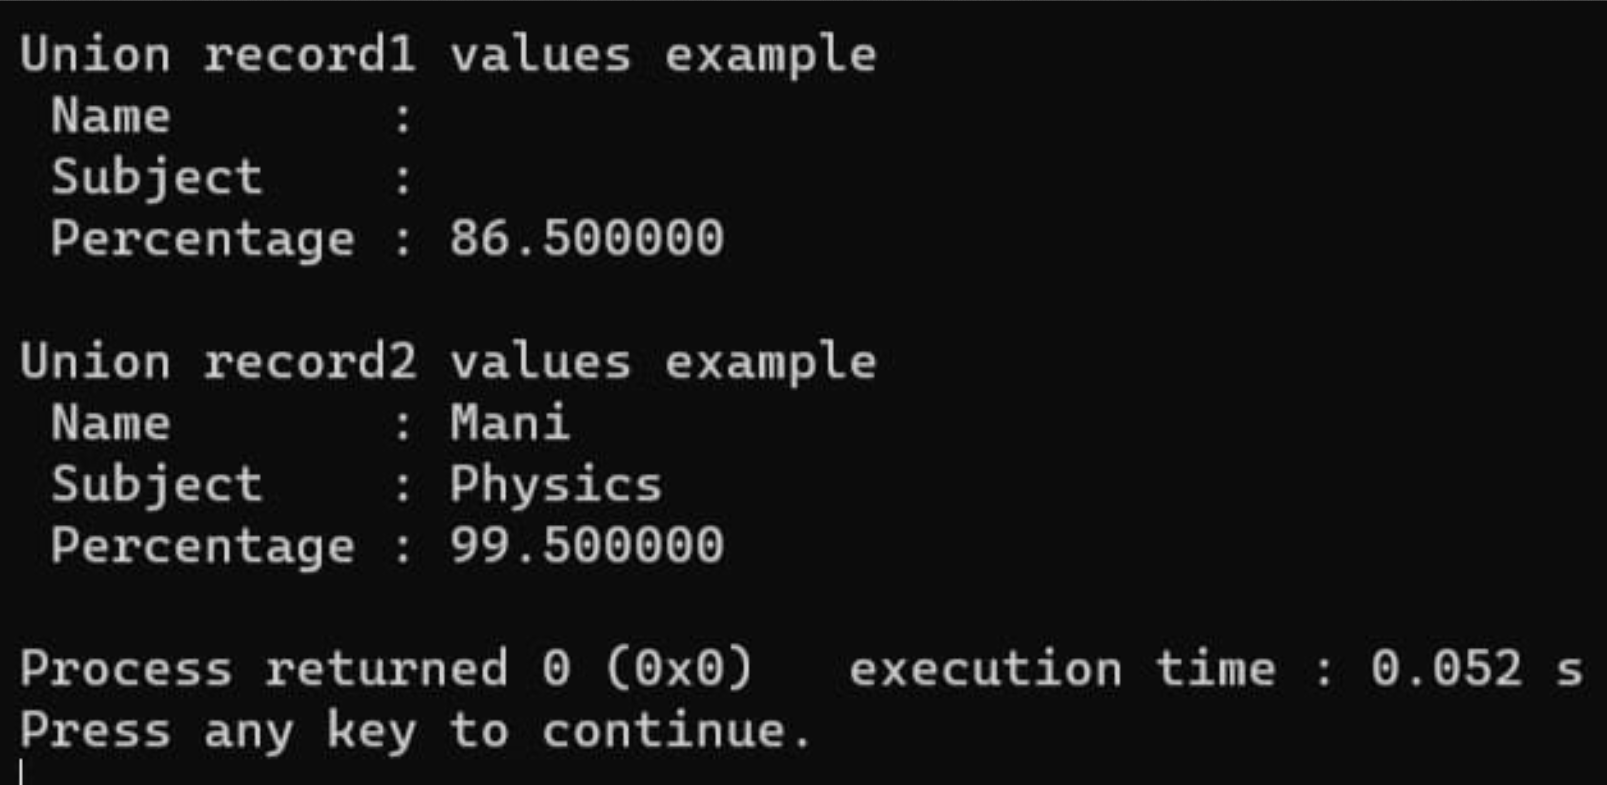 Union record1 values example
 Name       :
 Subject    :
 Percentage : 86.500000

Union record2 values example
 Name       : Mani
 Subject    : Physics
 Percentage : 99.500000

Process returned 0 (0x0)   execution time : 0.052 s
Press any key to continue.